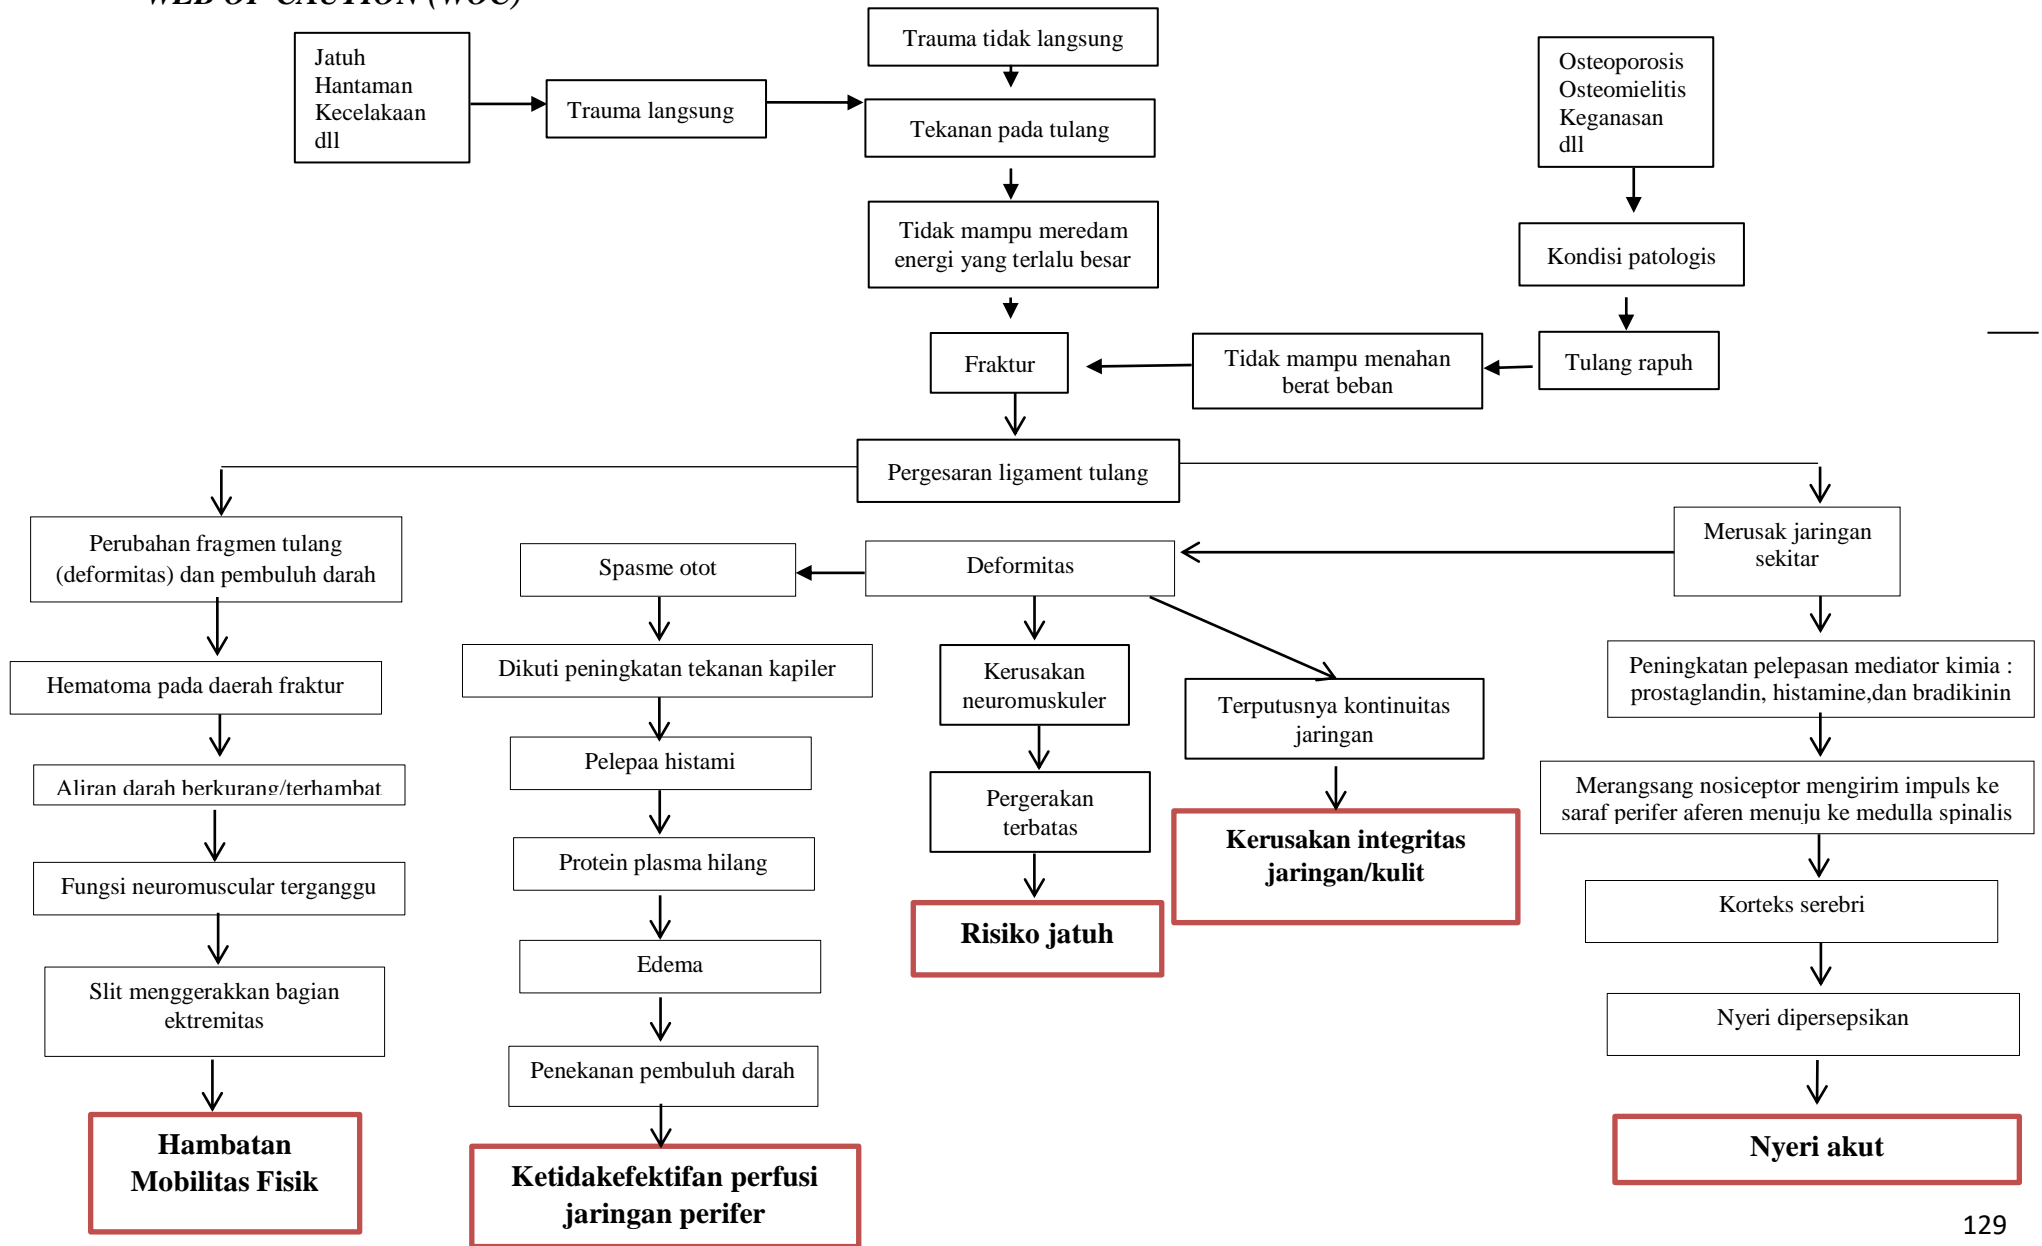 WEB OF CAUTION (WOC)
Trauma tidak langsung
Jatuh
Hantaman
Kecelakaan
dll
Osteoporosis
Osteomielitis
Keganasan
dll
Trauma langsung
Tekanan pada tulang
Tidak mampu meredam
energi yang terlalu besar
Kondisi patologis
Fraktur
Tidak mampu menahan
berat beban
Tulang rapuh
Pergesaran ligament tulang
Perubahan fragmen tulang
(deformitas) dan pembuluh darah
Spasme otot
Deformitas
Merusak jaringan
sekitar
Hematoma pada daerah fraktur
Dikuti peningkatan tekanan kapiler
Kerusakan
neuromuskuler
Terputusnya kontinuitas
jaringan
Peningkatan pelepasan mediator kimia :
prostaglandin, histamine,dan bradikinin
Aliran darah berkurang/terhambat
Pelepaa histami
Pergerakan
terbatas
Merangsang nosiceptor mengirim impuls ke
saraf perifer aferen menuju ke medulla spinalis
Fungsi neuromuscular terganggu
Protein plasma hilang
Kerusakan integritas
jaringan/kulit
Korteks serebri
Slit menggerakkan bagian
ektremitas
Edema
Risiko jatuh
Nyeri dipersepsikan
Penekanan pembuluh darah
Hambatan
Mobilitas Fisik
Ketidakefektifan perfusi
jaringan perifer
Nyeri akut
129